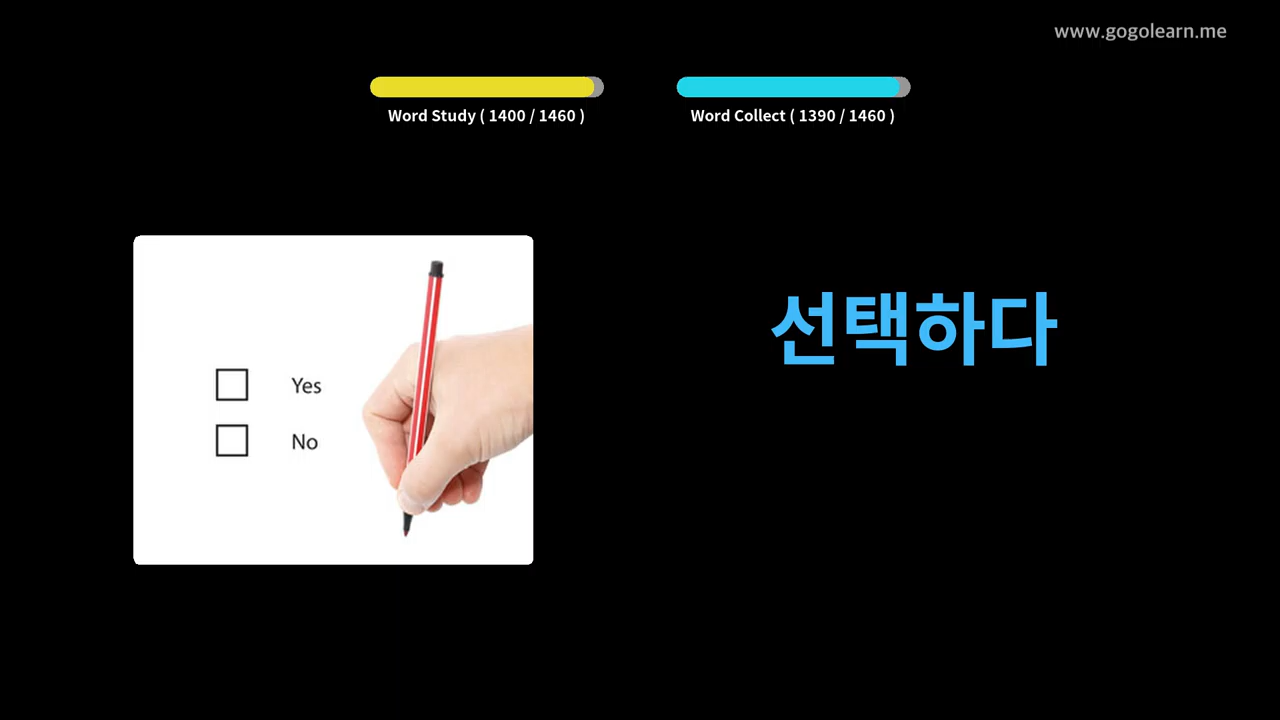 www.gogolearn.me
Word Study ( 1400 / 1460 )
Word Collect ( 1390 / 1460 )
선택하다
Yes
No